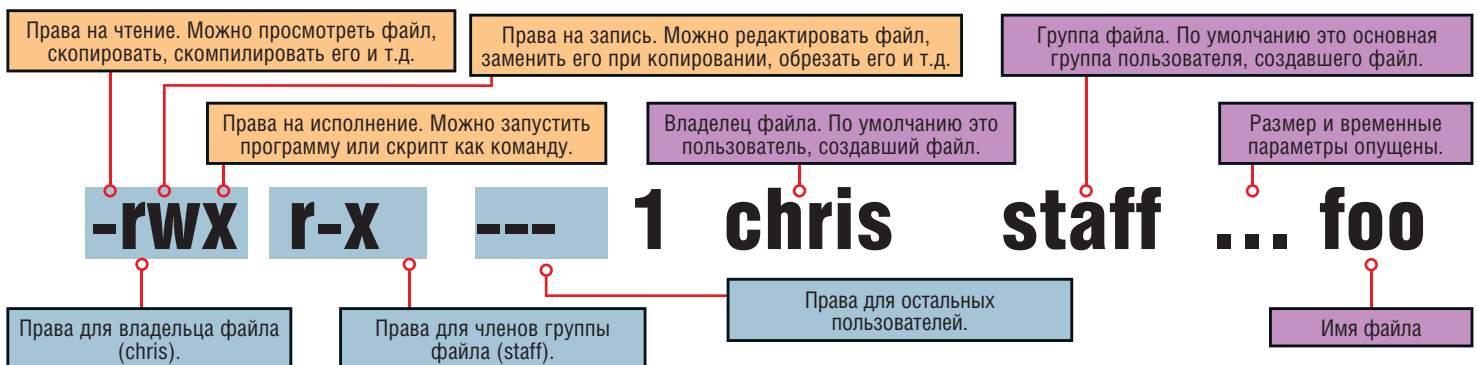 Права на чтение. Можно просмотреть файл,
скопировать, скомпилировать его и т.д.
Права на запись. Можно редактировать файл,
заменить его при копировании, обрезать его и т.д.
Группа файла. По умолчанию это основная
группа пользователя, создавшего файл.
Права на исполнение. Можно запустить
программу или скрипт как команду.
Владелец файла. По умолчанию это
пользователь, создавший файл.
Размер и временные
параметры опущены.
-rwx r-x --- 1 chris staff ... foo
Права для владельца файла
(chris).
Права для членов группы
файла (staff).
Права для остальных
пользователей.
Имя файла